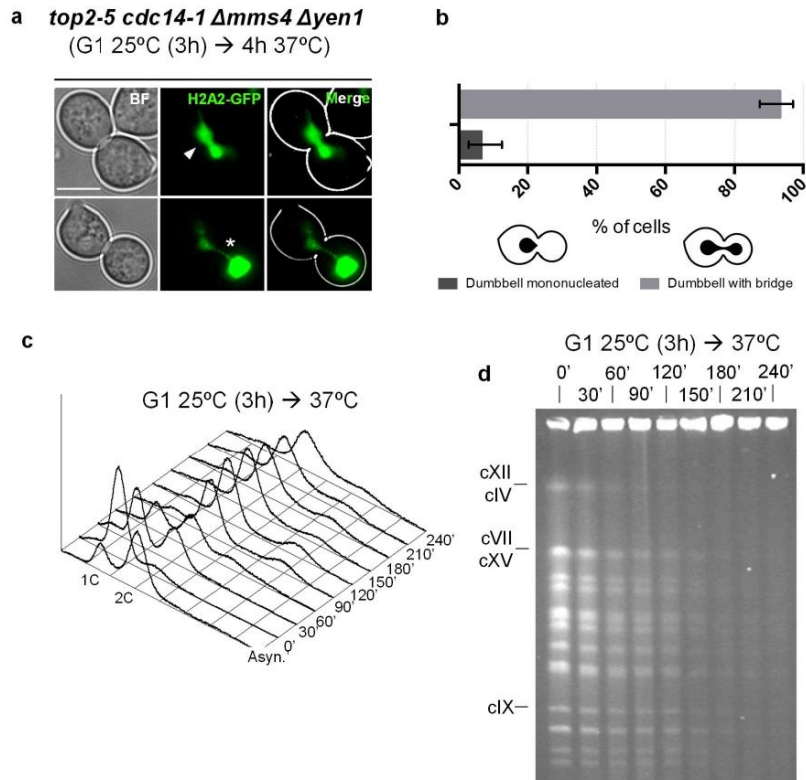 a top2-5 cdc14-1 Δmms4 Δyen1
(G1 25ºC (3h) → 4h 37ºC)
BF H2A2-GFP Merge
*
b
0 20 40 60 80 100
% of cells
Dumbbell mononucleated Dumbbell with bridge
c
G1 25ºC (3h) → 37ºC
1C
2C
Asyn.
0'
30'
60'
90'
120'
150'
180'
210'
240'
G1 25ºC (3h) → 37ºC
d 0' 60' 120' 180' 240'
30' 90' 150' 210'
cXII
cIV
cVII
cXV
cIX